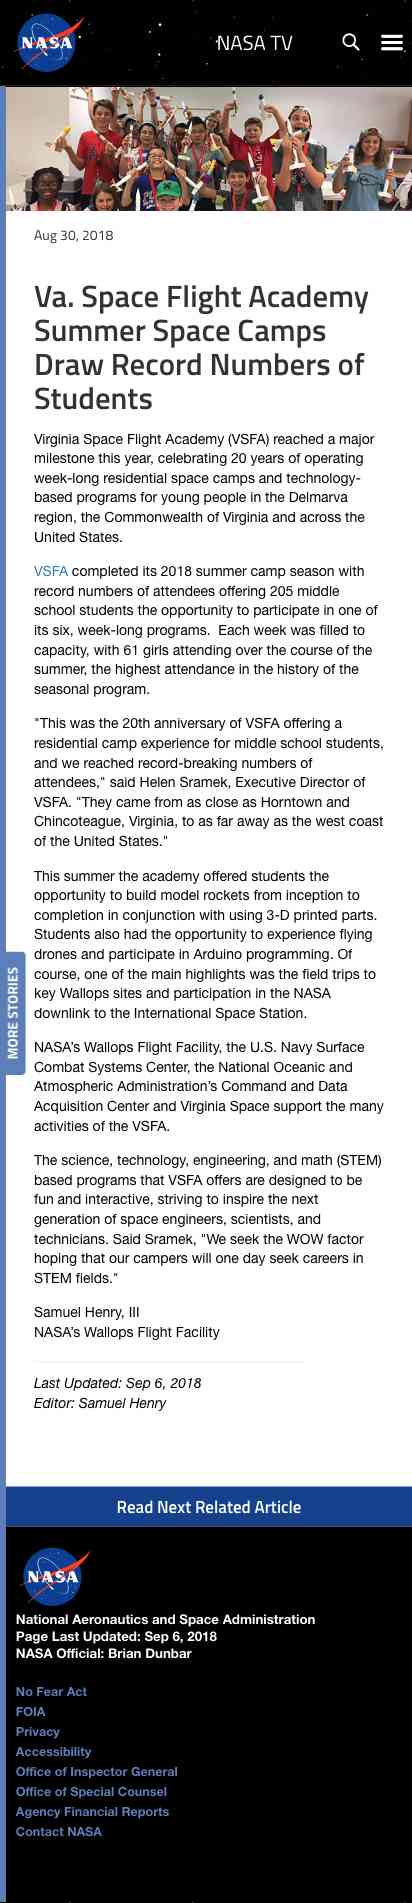 NASA
NASA TV
Aug 30, 2018
Va. Space Flight Academy
Summer Space Camps
Draw Record Numbers of
Students
Virginia Space Flight Academy (VSFA) reached a major
milestone this year, celebrating 20 years of operating
week-long residential space camps and technology-
based programs for young people in the Delmarva
region, the Commonwealth of Virginia and across the
United States.
VSFA completed its 2018 summer camp season with
record numbers of attendees offering 205 middle
school students the opportunity to participate in one of
its six, week-long programs.  Each week was filled to
capacity, with 61 girls attending over the course of the
summer, the highest attendance in the history of the
seasonal program.
"This was the 20th anniversary of VSFA offering a
residential camp experience for middle school students,
and we reached record-breaking numbers of
attendees," said Helen Sramek, Executive Director of
VSFA. "They came from as close as Horntown and
Chincoteague, Virginia, to as far away as the west coast
of the United States."
This summer the academy offered students the
opportunity to build model rockets from inception to
completion in conjunction with using 3-D printed parts.
Students also had the opportunity to experience flying
drones and participate in Arduino programming. Of
course, one of the main highlights was the field trips to
key Wallops sites and participation in the NASA
downlink to the International Space Station.
MORE STORIES
NASA's Wallops Flight Facility, the U.S. Navy Surface
Combat Systems Center, the National Oceanic and
Atmospheric Administration's Command and Data
Acquisition Center and Virginia Space support the many
activities of the VSFA.
The science, technology, engineering, and math (STEM)
based programs that VSFA offers are designed to be
fun and interactive, striving to inspire the next
generation of space engineers, scientists, and
technicians. Said Sramek, "We seek the WOW factor
hoping that our campers will one day seek careers in
STEM fields."
Samuel Henry, III
NASA's Wallops Flight Facility
Last Updated: Sep 6, 2018
Editor: Samuel Henry
Read Next Related Article
NASA
National Aeronautics and Space Administration
Page Last Updated: Sep 6, 2018
NASA Official: Brian Dunbar
No Fear Act
FOIA
Privacy
Accessibility
Office of Inspector General
Office of Special Counsel
Agency Financial Reports
Contact NASA